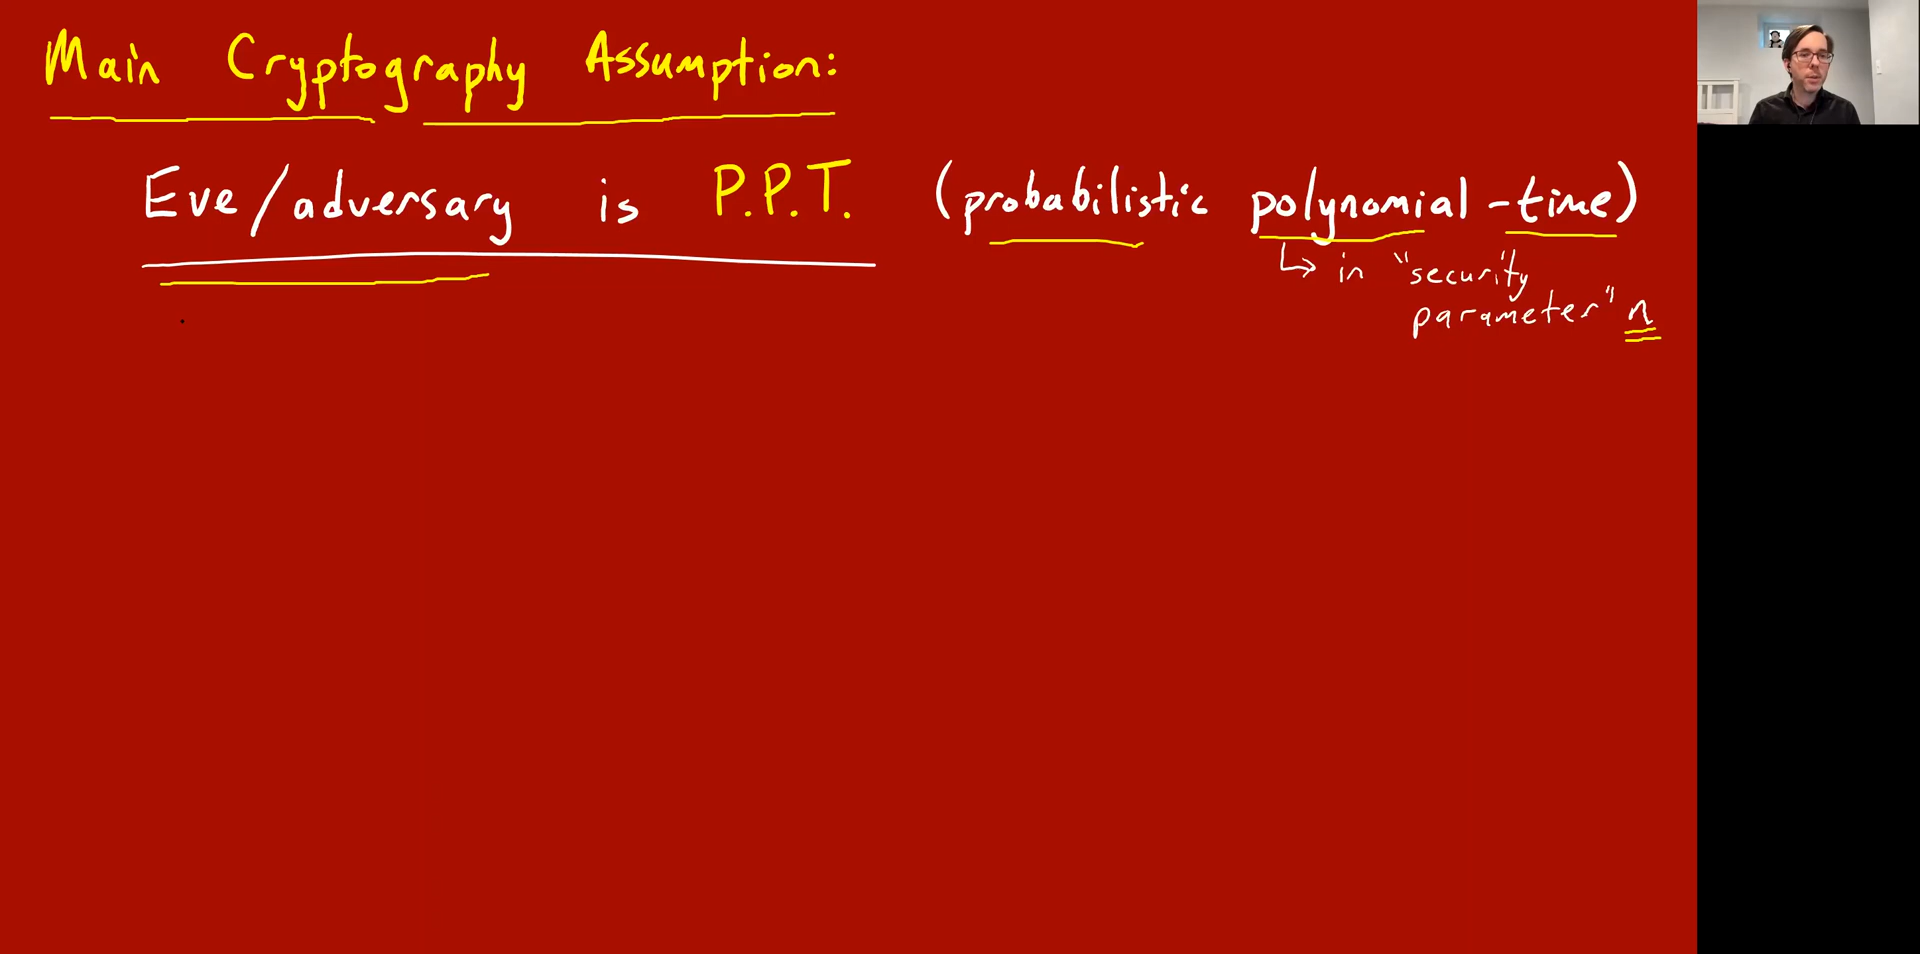 Main Cryptography Assumption:
Eve/adversary is P.P.T. (probabilistic polynomial-time)
↳ in "security
parameter" n